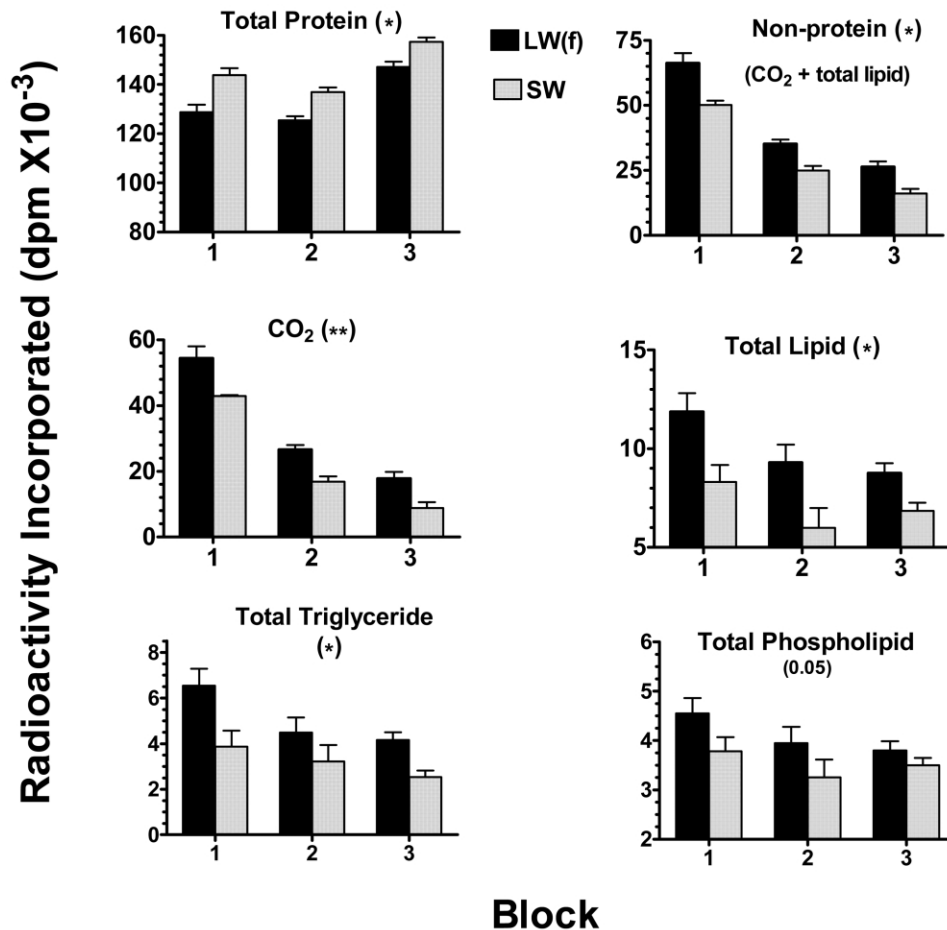 Radioactivity Incorporated (dpm X10⁻³)
Total Protein (*)
160
140
120
100
80
1 2 3
LW(f)
SW
Non-protein (*)
(CO₂ + total lipid)
75
50
25
0
1 2 3
CO₂ (**)
60
40
20
0
1 2 3
Total Lipid (*)
15
10
5
1 2 3
Total Triglyceride
(*)
8
6
4
2
0
1 2 3
Total Phospholipid
(0.05)
6
5
4
3
2
1 2 3
Block